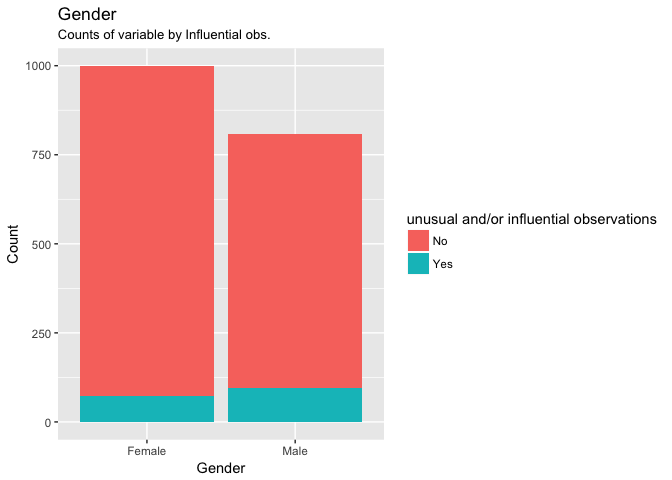 Gender
Counts of variable by Influential obs.
1000
750
500
250
0
Count
Female Male
Gender
unusual and/or influential observations
No
Yes